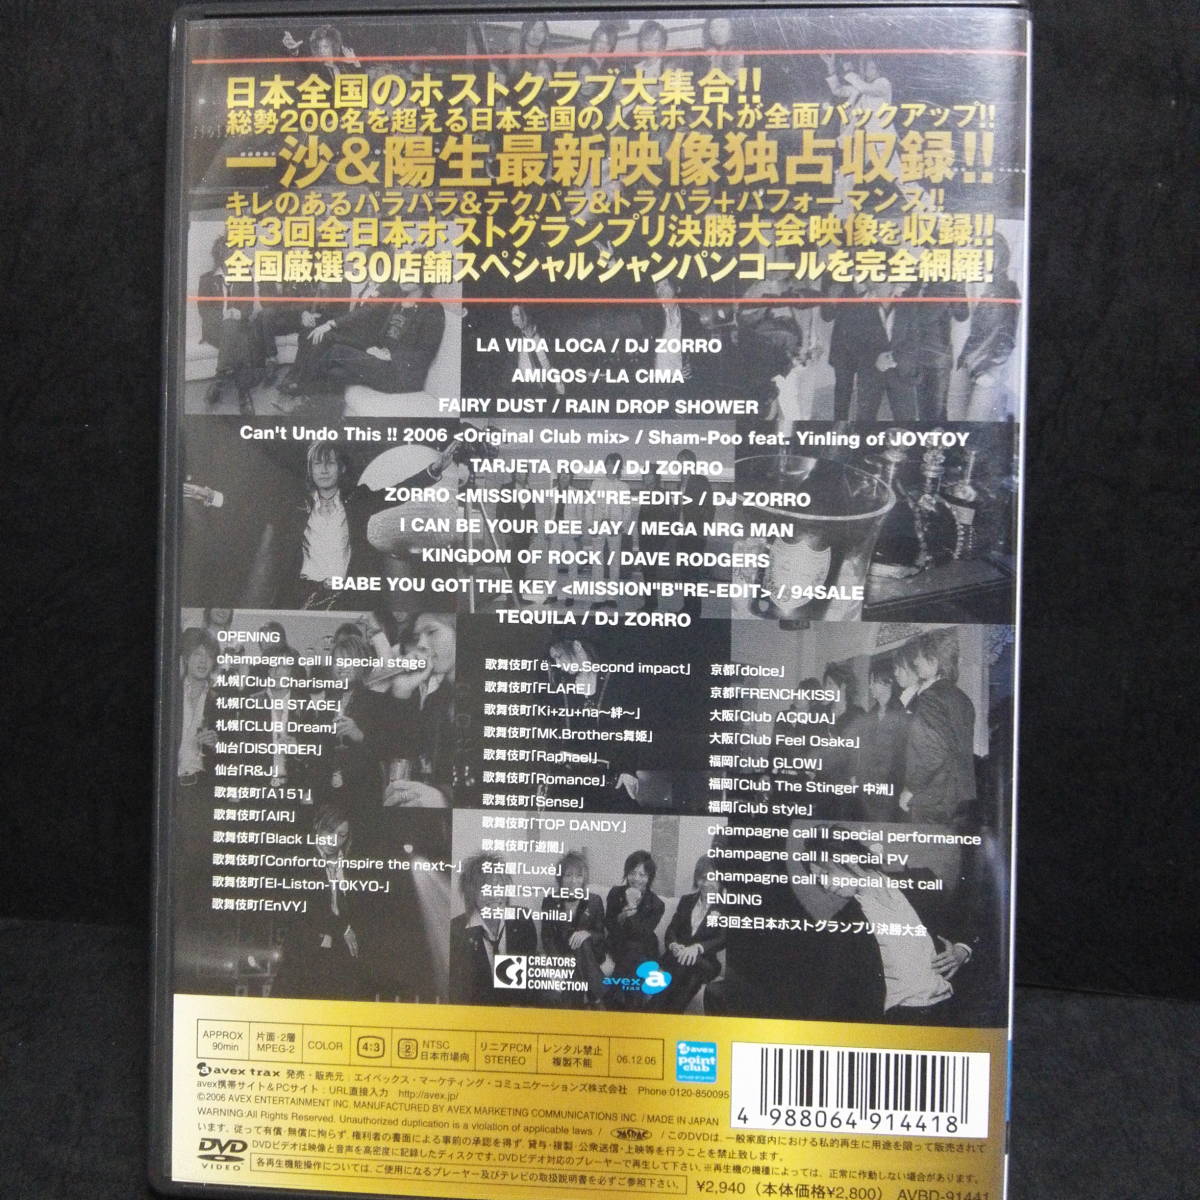 日本全国のホストクラブ大集合!!
総勢200名を超える日本全国の人気ホストが全面バックアップ!!
一沙&陽生最新映像独占収録!!
キレのあるパラパラ&テクパラ&トラパラ+パフォーマンス!!
第3回全日本ホストグランプリ決勝大会映像を収録!!
全国厳選30店舗スペシャルシャンパンコールを完全網羅!
LA VIDA LOCA / DJ ZORRO
AMIGOS / LA CIMA
FAIRY DUST / RAIN DROP SHOWER
Can't Undo This !! 2006 <Original Club mix> / Sham-Poo feat. Yinling of JOYTOY
TARJETA ROJA / DJ ZORRO
ZORRO <MISSION"HMX"RE-EDIT> / DJ ZORRO
I CAN BE YOUR DEE JAY / MEGA NRG MAN
KINGDOM OF ROCK / DAVE RODGERS
BABE YOU GOT THE KEY <MISSION"B"RE-EDIT> / 94SALE
TEQUILA / DJ ZORRO
OPENING
champagne call II special stage
札幌「Club Charisma」
札幌「CLUB STAGE」
札幌「CLUB Dream」
仙台「DISORDER」
仙台「R&J」
歌舞伎町「A151」
歌舞伎町「AIR」
歌舞伎町「Black List」
歌舞伎町「Conforto〜inspire the next〜」
歌舞伎町「El-Liston-TOKYO-」
歌舞伎町「EnVY」
歌舞伎町「ë→ve.Second impact」
歌舞伎町「FLARE」
歌舞伎町「Ki+zu+na〜絆〜」
歌舞伎町「MK.Brothers舞姫」
歌舞伎町「Raphael」
歌舞伎町「Romance」
歌舞伎町「Sense」
歌舞伎町「TOP DANDY」
歌舞伎町「遊闇」
名古屋「Luxe」
名古屋「STYLE-S」
名古屋「Vanilla」
京都「dolce」
京都「FRENCHKISS」
大阪「Club ACQUA」
大阪「Club Feel Osaka」
福岡「club GLOW」
福岡「Club The Stinger 中洲」
福岡「club style」
champagne call II special performance
champagne call II special PV
champagne call II special last call
ENDING
第3回全日本ホストグランプリ決勝大会
CREATORS
COMPANY
CONNECTION
avex trax
APPROX 90min
片面・2層 MPEG-2
COLOR
4:3
2 NTSC 日本市場向
リニアPCM STEREO
レンタル禁止 複製不能
06.12.06
avex point club
avex trax 発売・販売元:エイベックス・マーケティング・コミュニケーションズ株式会社 Phone:0120-850095
avex携帯サイト&PCサイト:URL直接入力 http://avex.jp/
©2006 AVEX ENTERTAINMENT INC. MANUFACTURED BY AVEX MARKETING COMMUNICATIONS INC. / MADE IN JAPAN
WARNING:All Rights Reserved. Unauthorized duplication is a violation of applicable laws. / このDVDは、一般家庭内における私的再生に用途を限って販売されて
います。従って有償・無償に拘らず、権利者の書面による事前の承認を得ず、貸与・複製・公衆送信・上映等を行うことを禁止致します。
DVDビデオは映像と音声を高密度に記録したディスクです。DVDビデオ対応のプレーヤーで再生して下さい。※再生機の機種によっては、正常に作動しない場合があります。
各再生機能操作については、ご使用になるプレーヤー及びテレビの取扱説明書を必ずご参照下さい。
DVD VIDEO
4 988064 914418
¥2,940(本体価格¥2,800) AVBD-91441